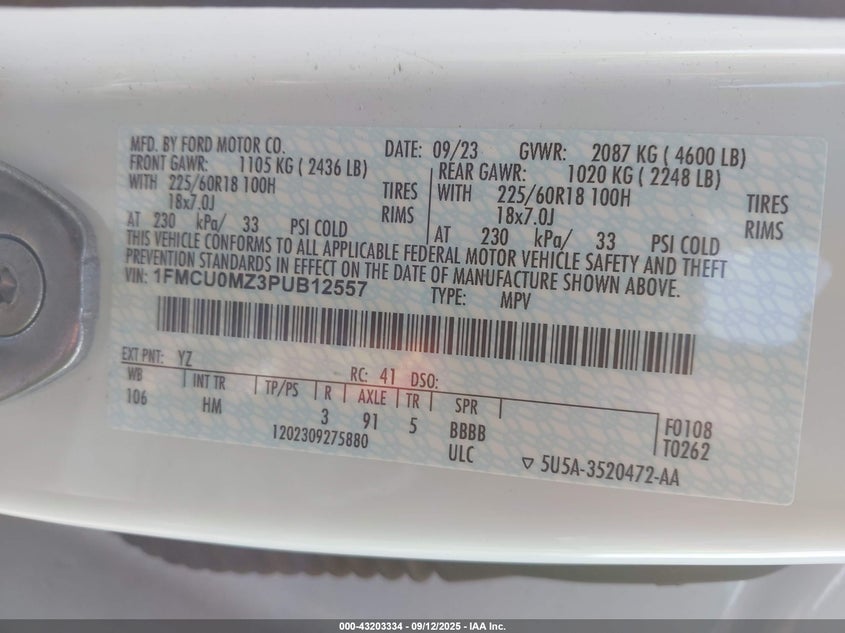 MFD. BY FORD MOTOR CO. DATE: 09/23 GVWR: 2087 KG ( 4600 LB)
FRONT GAWR: 1105 KG ( 2436 LB) REAR GAWR: 1020 KG ( 2248 LB)
WITH 225/60R18 100H TIRES WITH 225/60R18 100H TIRES
18x7.0J RIMS 18x7.0J RIMS
AT 230 kPa/ 33 PSI COLD AT 230 kPa/ 33 PSI COLD
THIS VEHICLE CONFORMS TO ALL APPLICABLE FEDERAL MOTOR VEHICLE SAFETY AND THEFT
PREVENTION STANDARDS IN EFFECT ON THE DATE OF MANUFACTURE SHOWN ABOVE.
VIN: 1FMCU0MZ3PUB12557 TYPE: MPV
EXT PNT: YZ RC: 41 DSO:
WB INT TR TP/PS R AXLE TR SPR
106 HM 3 91 5 BBBB F0108
1202309275880 ULC T0262
5U5A-3520472-AA
000-43203334 - 09/12/2025 - IAA Inc.